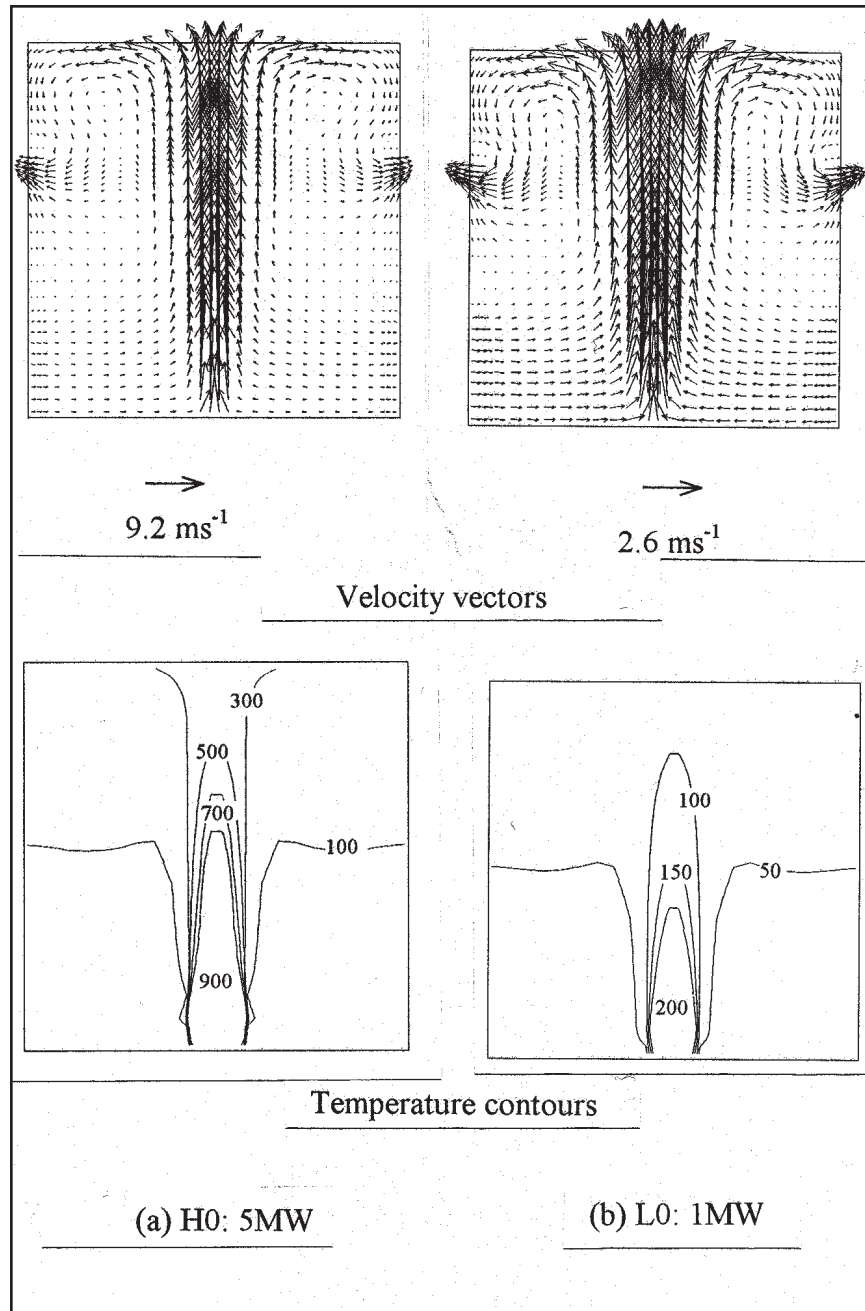 9.2 ms⁻¹
2.6 ms⁻¹
Velocity vectors
300
500
700
100
900
100
150
50
200
Temperature contours
(a) H0: 5MW
(b) L0: 1MW